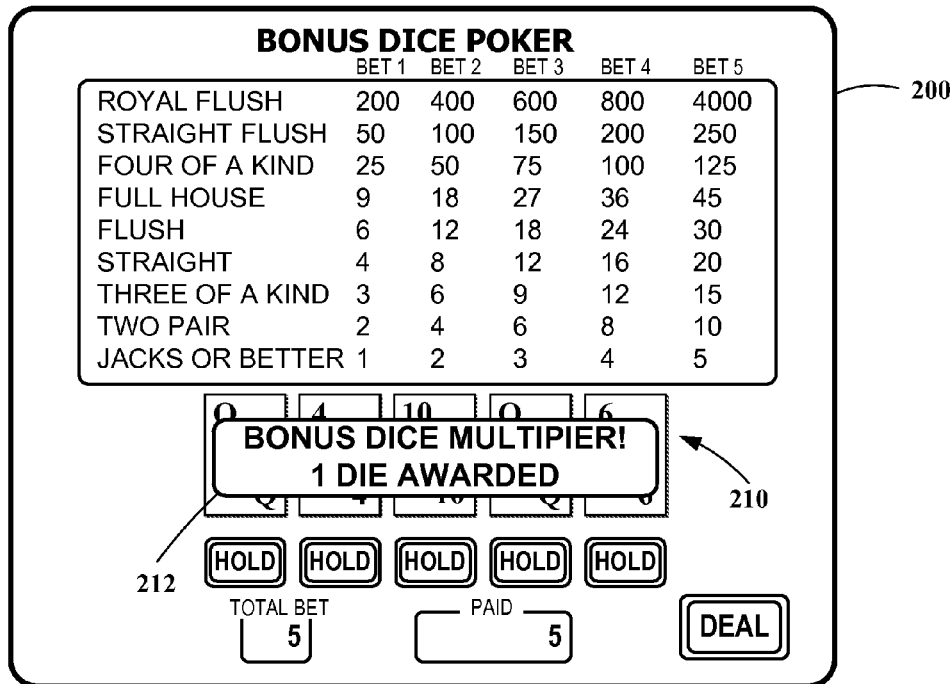 BONUS DICE POKER
BET 1 BET 2 BET 3 BET 4 BET 5
200
ROYAL FLUSH 200 400 600 800 4000
STRAIGHT FLUSH 50 100 150 200 250
FOUR OF A KIND 25 50 75 100 125
FULL HOUSE 9 18 27 36 45
FLUSH 6 12 18 24 30
STRAIGHT 4 8 12 16 20
THREE OF A KIND 3 6 9 12 15
TWO PAIR 2 4 6 8 10
JACKS OR BETTER 1 2 3 4 5
Q 4 10 Q 6
BONUS DICE MULTIPIER!
1 DIE AWARDED
Q 4 10 Q 6
210
HOLD HOLD HOLD HOLD HOLD
212
TOTAL BET PAID
5 5 DEAL